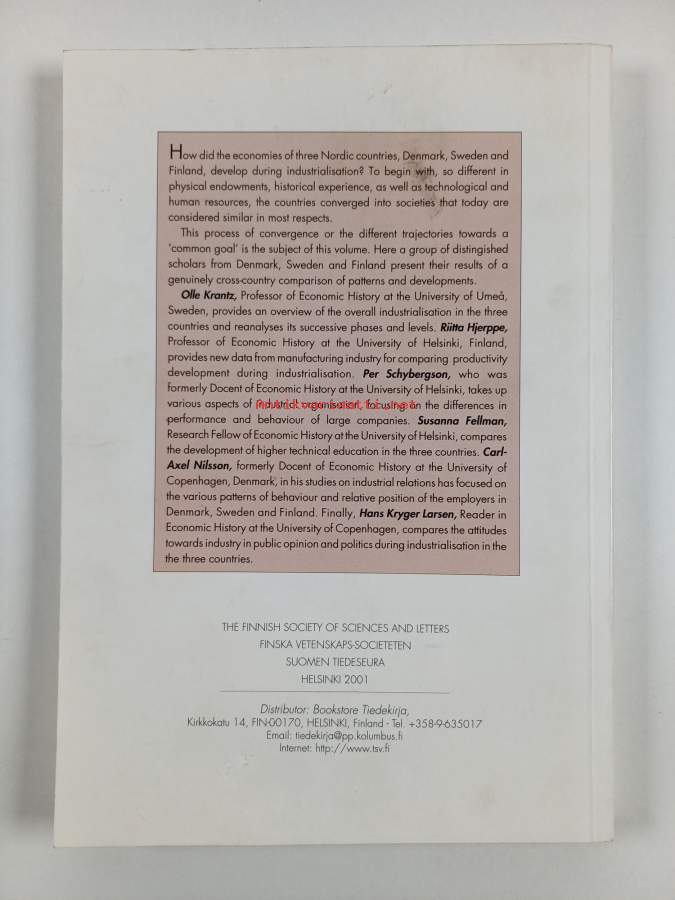 How did the economies of three Nordic countries, Denmark, Sweden and
Finland, develop during industrialisation? To begin with, so different in
physical endowments, historical experience, as well as technological and
human resources, the countries converged into societies that today are
considered similar in most respects.
This process of convergence or the different trajectories towards a
'common goal' is the subject of this volume. Here a group of distingished
scholars from Denmark, Sweden and Finland present their results of a
genuinely cross-country comparison of patterns and developments.
Olle Krantz, Professor of Economic History at the University of Umeå,
Sweden, provides an overview of the overall industrialisation in the three
countries and reanalyses its successive phases and levels. Riitta Hjerppe,
Professor of Economic History at the University of Helsinki, Finland,
provides new data from manufacturing industry for comparing productivity
development during industrialisation. Per Schybergson, who was
formerly Docent of Economic History at the University of Helsinki, takes up
various aspects of industrial organisation, focusing on the differences in
performance and behaviour of large companies. Susanna Fellman,
Research Fellow of Economic History at the University of Helsinki, compares
the development of higher technical education in the three countries. Carl-
Axel Nilsson, formerly Docent of Economic History at the University of
Copenhagen, Denmark, in his studies on industrial relations has focused on
the various patterns of behaviour and relative position of the employers in
Denmark, Sweden and Finland. Finally, Hans Kryger Larsen, Reader in
Economic History at the University of Copenhagen, compares the attitudes
towards industry in public opinion and politics during industrialisation in the
the three countries.
THE FINNISH SOCIETY OF SCIENCES AND LETTERS
FINSKA VETENSKAPS-SOCIETETEN
SUOMEN TIEDESEURA
HELSINKI 2001
Distributor: Bookstore Tiedekirja,
Kirkkokatu 14, FIN-00170, HELSINKI, Finland - Tel. +358-9-635017
Email: tiedekirja@pp.kolumbus.fi
Internet: http://www.tsv.fi